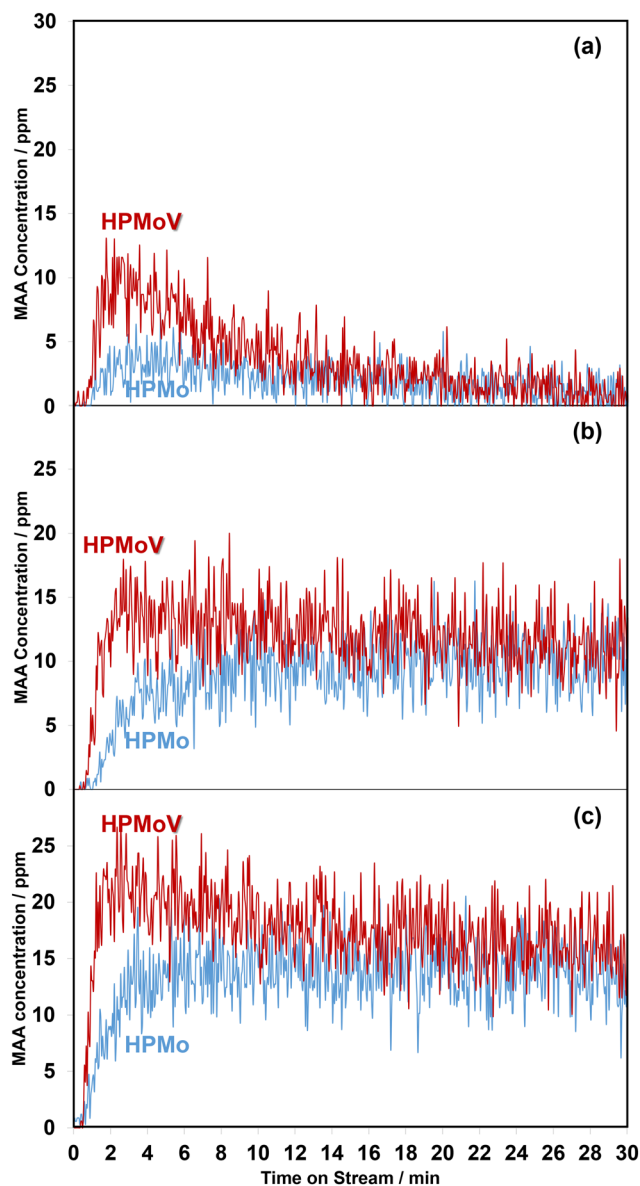 30
(a)
25
20
15
HPMoV
10
5
HPMo
0
MAA Concentration / ppm
(b)
25
20
HPMoV
15
10
5
HPMo
0
MAA Concentration / ppm
(c)
HPMoV
25
20
15
10
HPMo
5
0
MAA concentration / ppm
0 2 4 6 8 10 12 14 16 18 20 22 24 26 28 30
Time on Stream / min